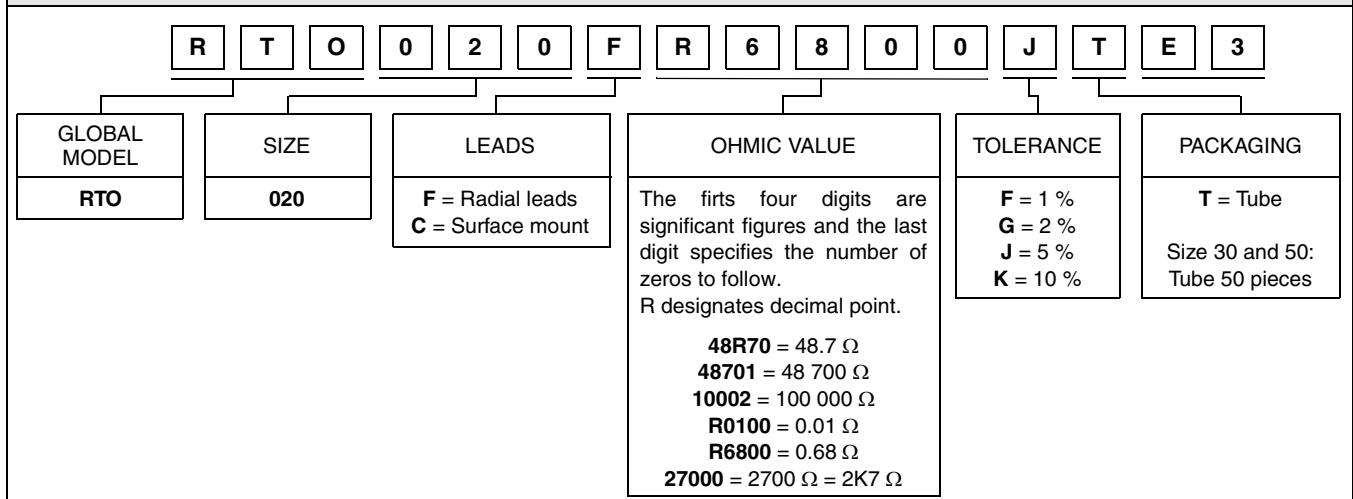 R T O 0 2 0 F R 6 8 0 0 J T E 3
GLOBAL
MODEL
RTO
SIZE
020
LEADS
F = Radial leads
C = Surface mount
OHMIC VALUE
The firts four digits are
significant figures and the last
digit specifies the number of
zeros to follow.
R designates decimal point.
48R70 = 48.7 Ω
48701 = 48 700 Ω
10002 = 100 000 Ω
R0100 = 0.01 Ω
R6800 = 0.68 Ω
27000 = 2700 Ω = 2K7 Ω
TOLERANCE
F = 1 %
G = 2 %
J = 5 %
K = 10 %
PACKAGING
T = Tube
Size 30 and 50:
Tube 50 pieces